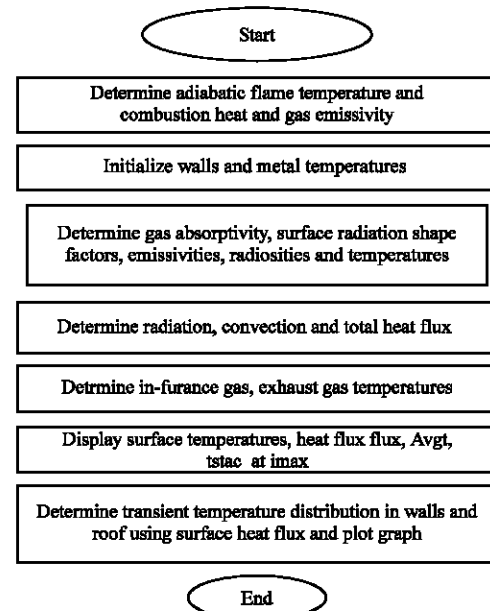 Start
Determine adiabatic flame temperature and
combustion heat and gas emissivity
Initialize walls and metal temperatures
Determine gas absorptivity, surface radiation shape
factors, emissivities, radiosities and temperatures
Determine radiation, convection and total heat flux
Detrmine in-furance gas, exhaust gas temperatures
Display surface temperatures, heat flux flux, Avgt,
tstac at imax
Determine transient temperature distribution in walls and
roof using surface heat flux and plot graph
End